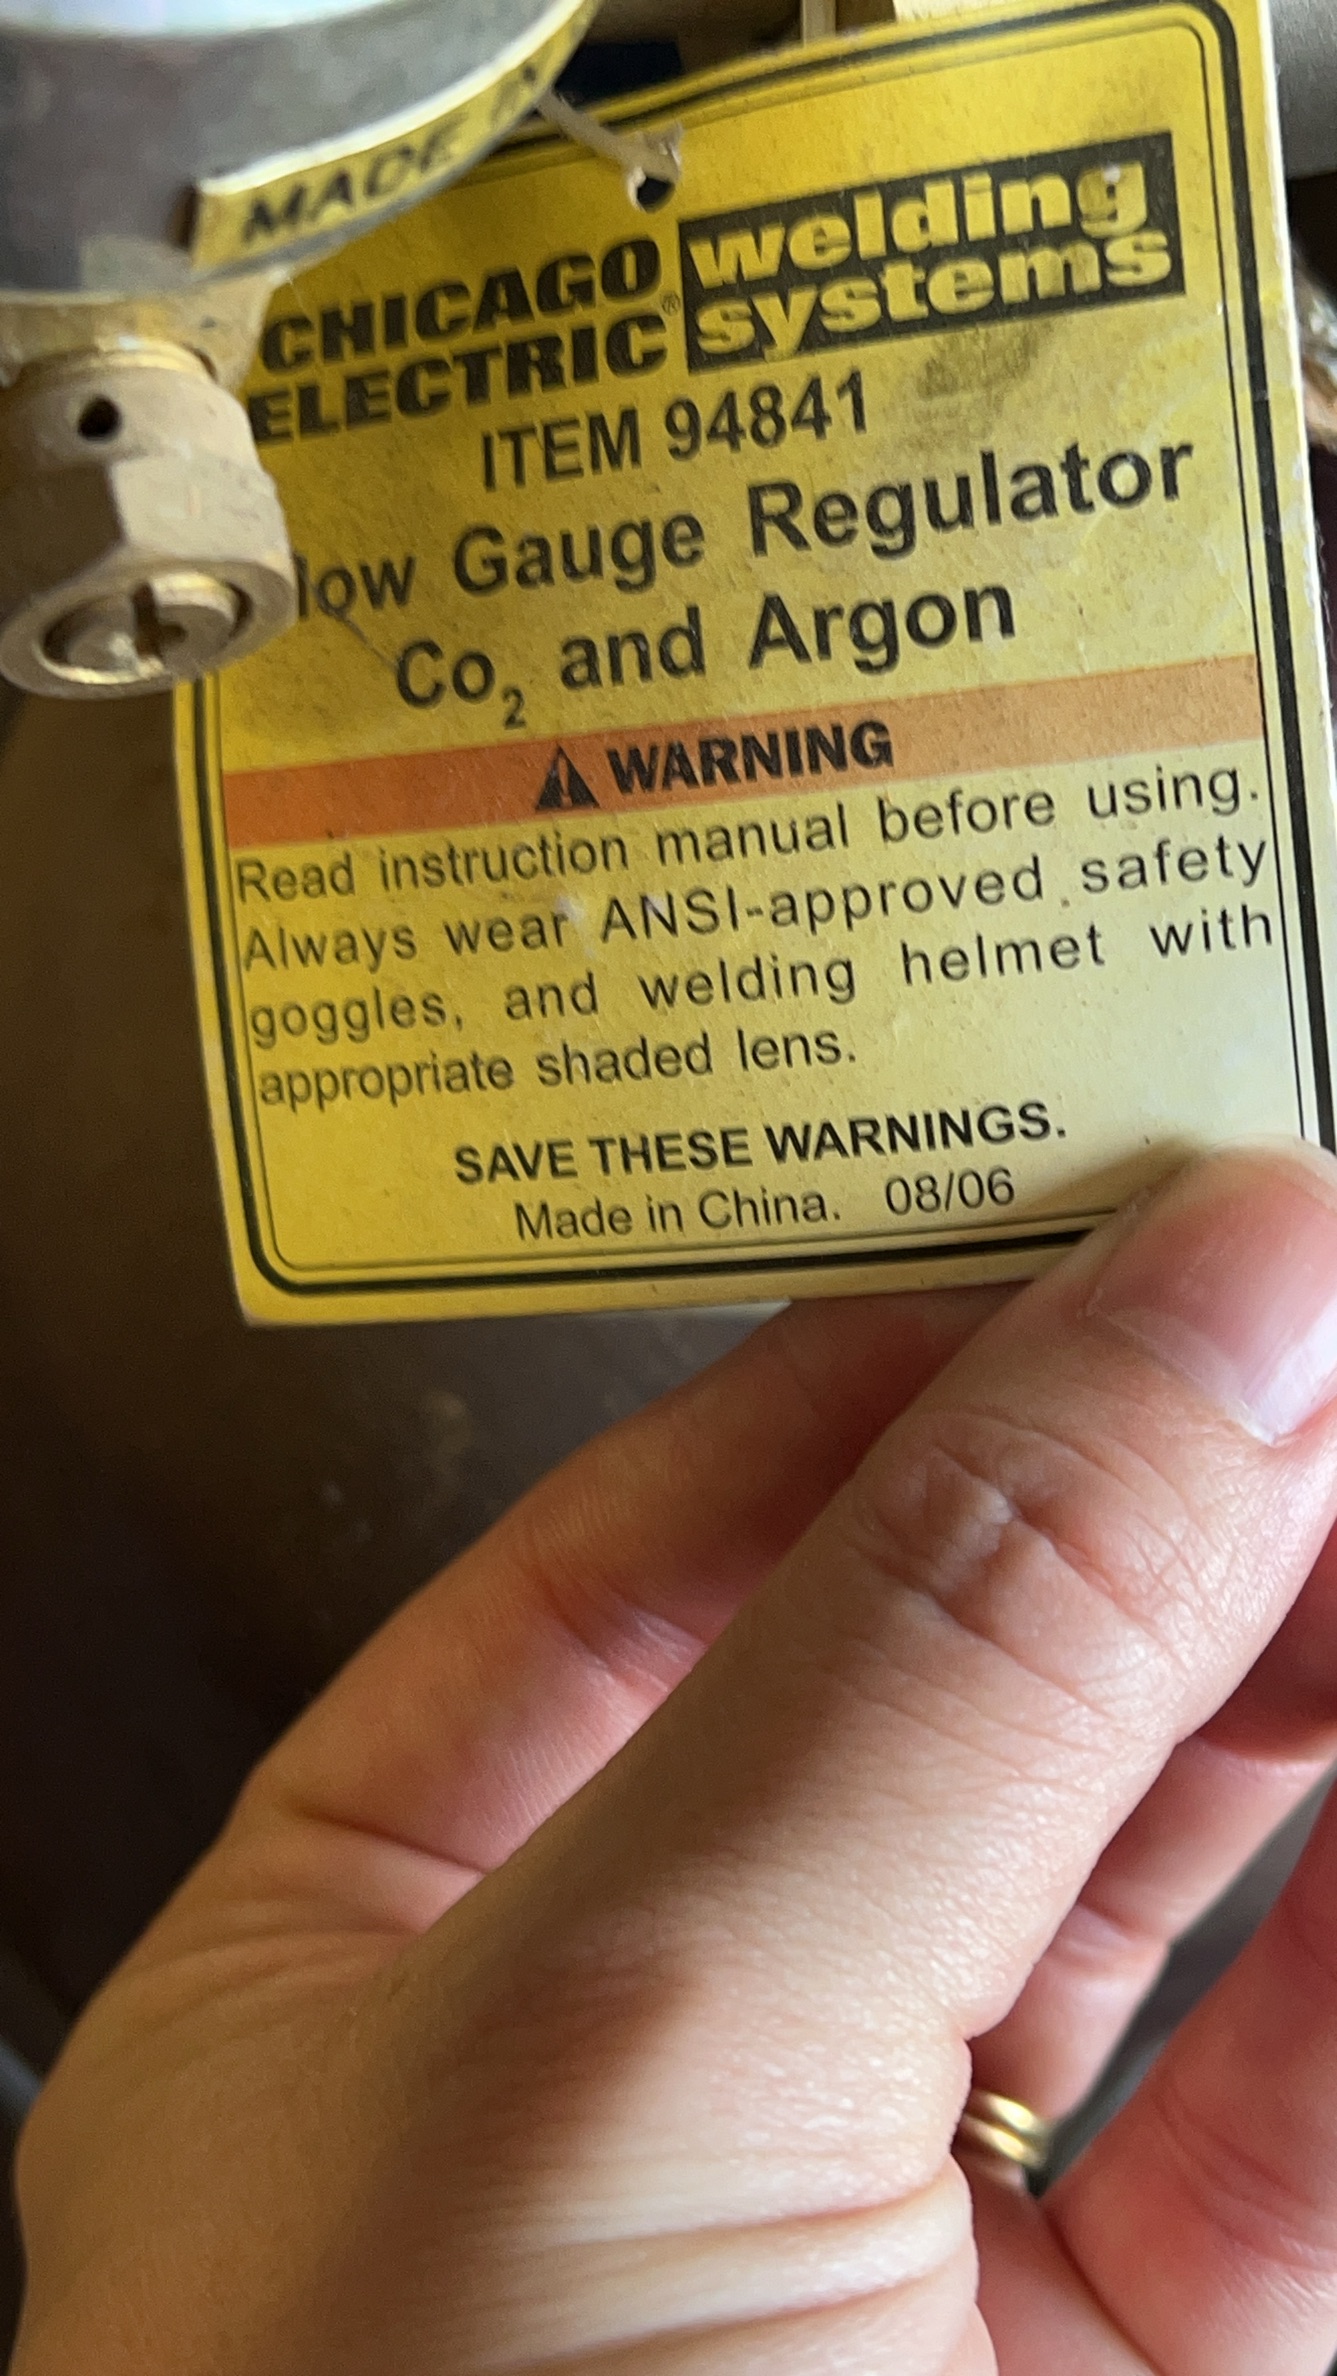 MADE IN
CHICAGO ELECTRIC® welding systems
ITEM 94841
low Gauge Regulator
Co₂ and Argon
WARNING
Read instruction manual before using.
Always wear ANSI-approved safety
goggles, and welding helmet with
appropriate shaded lens.
SAVE THESE WARNINGS.
Made in China. 08/06